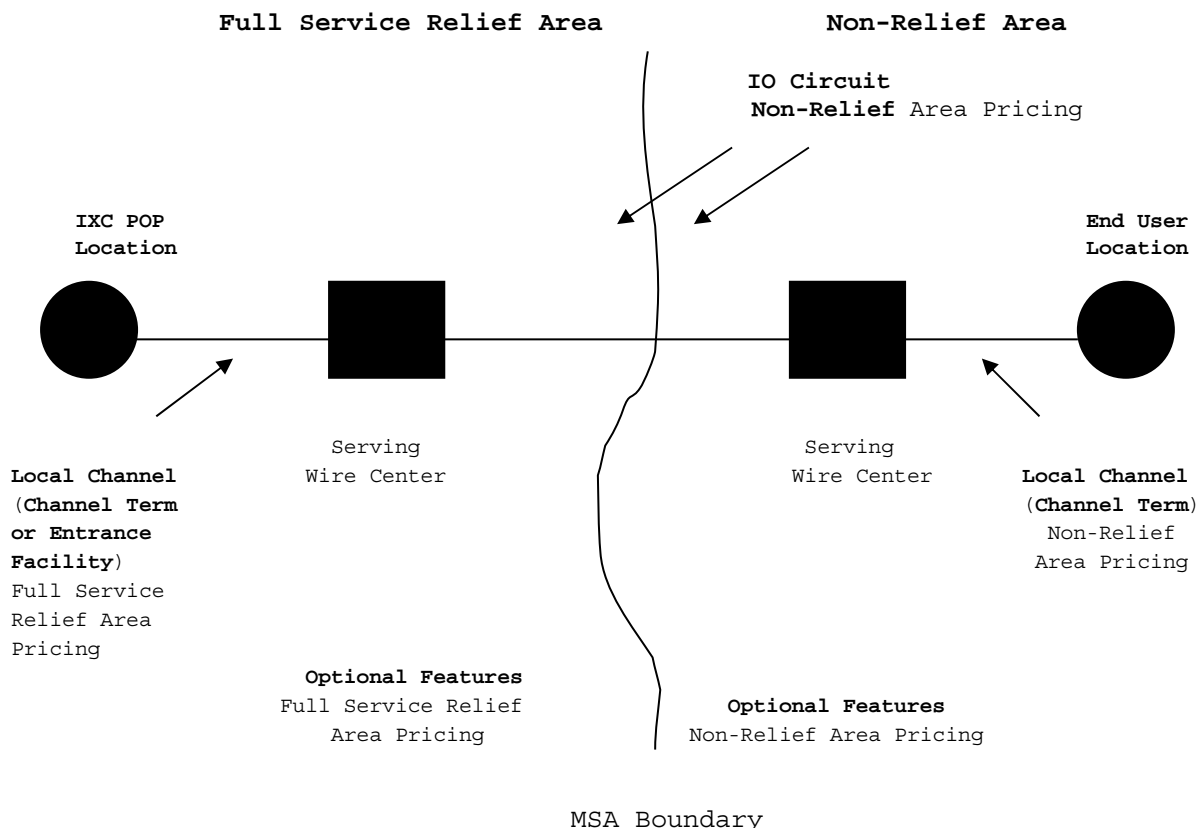 Full Service Relief Area
Non-Relief Area
IO Circuit
Non-Relief Area Pricing
IXC POP
Location
End User
Location
Serving
Wire Center
Serving
Wire Center
Local Channel
(Channel Term
or Entrance
Facility)
Full Service
Relief Area
Pricing
Local Channel
(Channel Term)
Non-Relief
Area Pricing
Optional Features
Full Service Relief
Area Pricing
Optional Features
Non-Relief Area Pricing
MSA Boundary